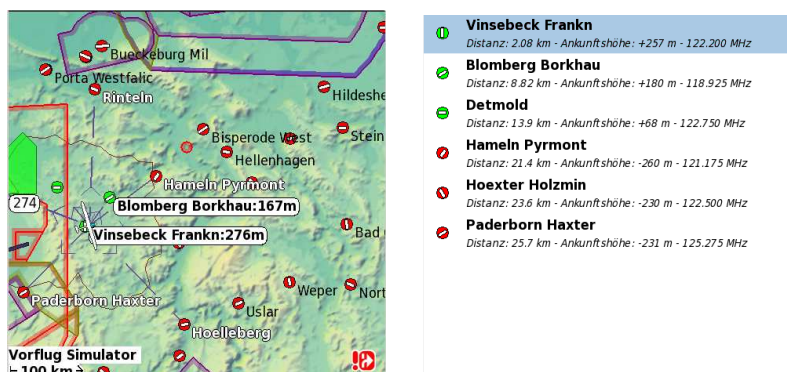 Bueckeburg Mil
Porta Westfalic
Rinteln
Hildeshe
Bisperode West
Stein
Hellenhagen
Hameln Pyrmont
274
Blomberg Borkhau:167m
Vinsebeck Frankn:276m
Bad
Paderborn Haxter
Weper
Nort
Uslar
Hoelleberg
Vorflug Simulator
100 km
Vinsebeck Frankn
Distanz: 2.08 km - Ankunftshöhe: +257 m - 122.200 MHz
Blomberg Borkhau
Distanz: 8.82 km - Ankunftshöhe: +180 m - 118.925 MHz
Detmold
Distanz: 13.9 km - Ankunftshöhe: +68 m - 122.750 MHz
Hameln Pyrmont
Distanz: 21.4 km - Ankunftshöhe: -260 m - 121.175 MHz
Hoexter Holzmin
Distanz: 23.6 km - Ankunftshöhe: -230 m - 122.500 MHz
Paderborn Haxter
Distanz: 25.7 km - Ankunftshöhe: -231 m - 125.275 MHz